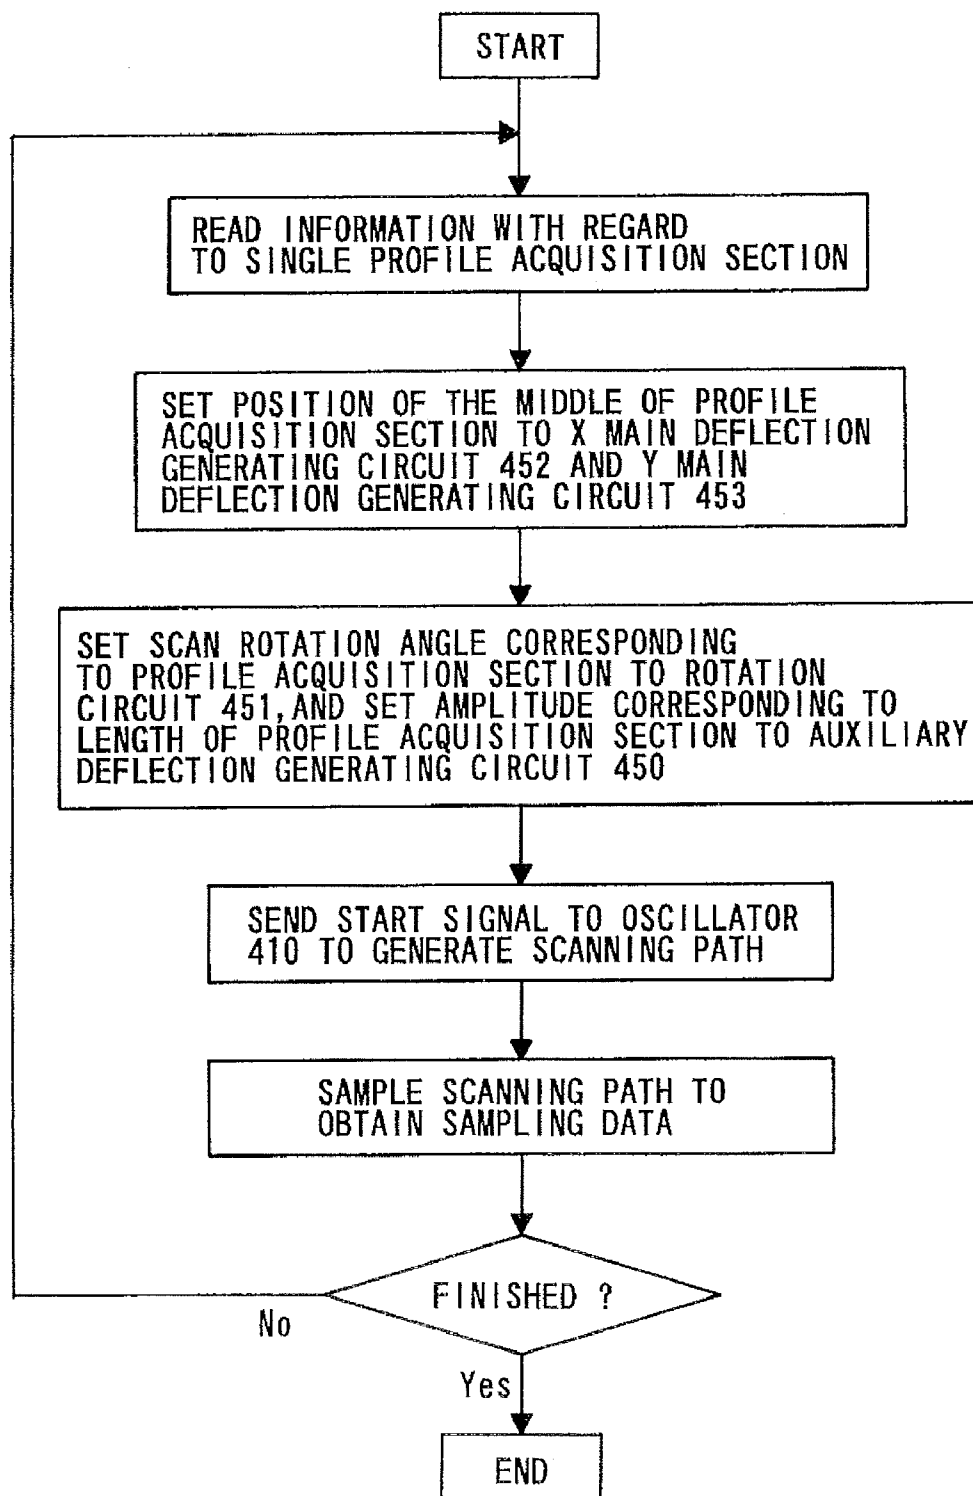 START
READ INFORMATION WITH REGARD
TO SINGLE PROFILE ACQUISITION SECTION
SET POSITION OF THE MIDDLE OF PROFILE
ACQUISITION SECTION TO X MAIN DEFLECTION
GENERATING CIRCUIT 452 AND Y MAIN
DEFLECTION GENERATING CIRCUIT 453
SET SCAN ROTATION ANGLE CORRESPONDING
TO PROFILE ACQUISITION SECTION TO ROTATION
CIRCUIT 451, AND SET AMPLITUDE CORRESPONDING TO
LENGTH OF PROFILE ACQUISITION SECTION TO AUXILIARY
DEFLECTION GENERATING CIRCUIT 450
SEND START SIGNAL TO OSCILLATOR
410 TO GENERATE SCANNING PATH
SAMPLE SCANNING PATH TO
OBTAIN SAMPLING DATA
FINISHED ?
No
Yes
END